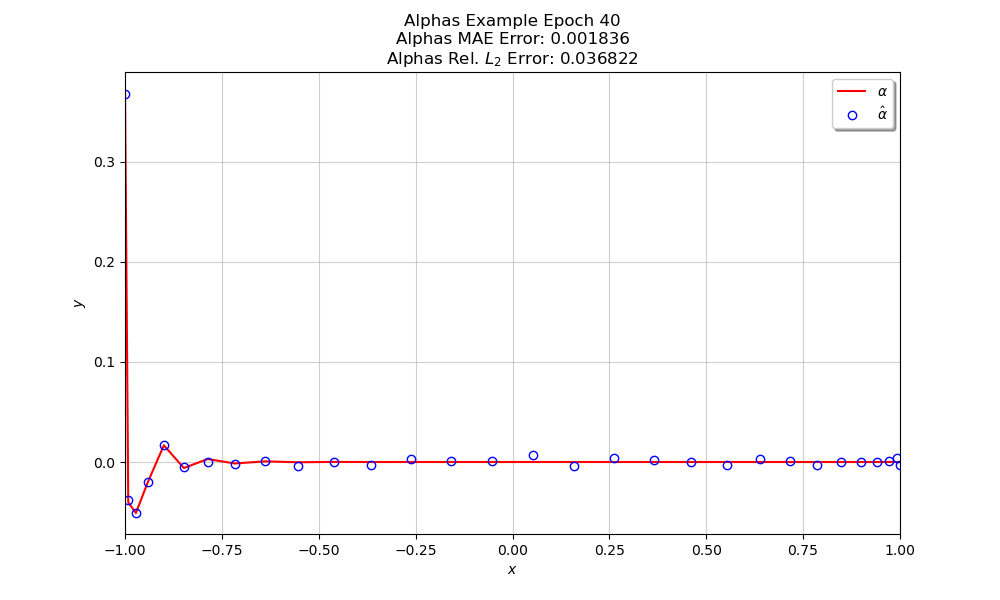 Alphas Example Epoch 40
Alphas MAE Error: 0.001836
Alphas Rel. $L_2$ Error: 0.036822
α
α̂
y
0.3
0.2
0.1
0.0
−1.00 −0.75 −0.50 −0.25 0.00 0.25 0.50 0.75 1.00
x